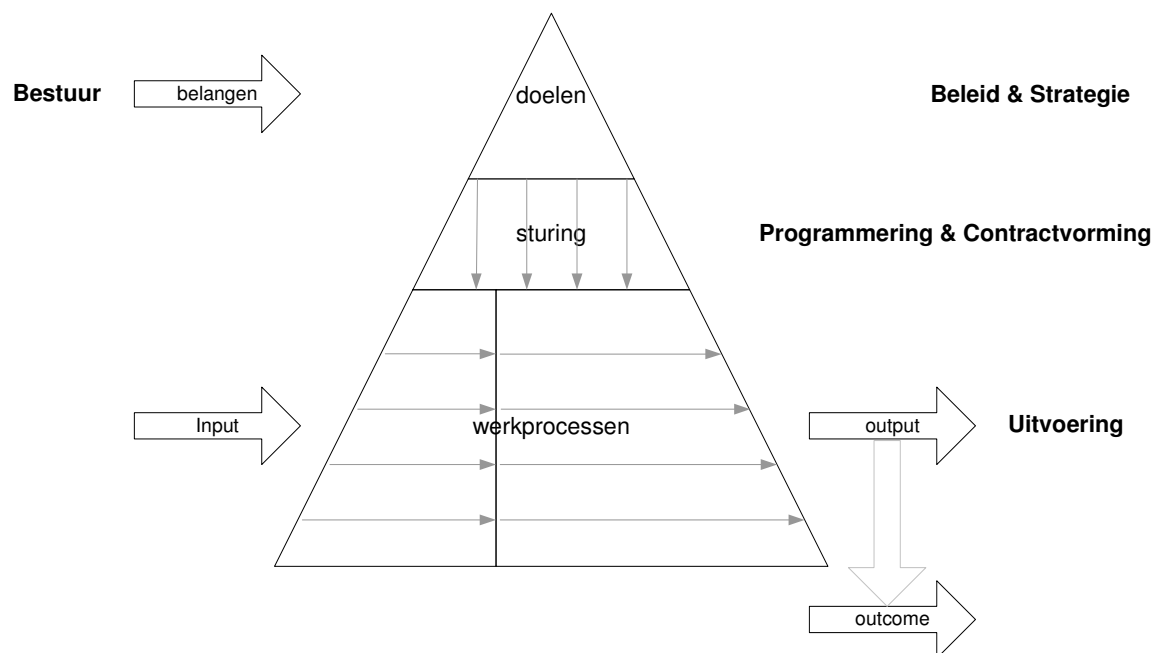 Bestuur
belangen
doelen
Beleid & Strategie
sturing
Programmering & Contractvorming
Input
werkprocessen
output
Uitvoering
outcome